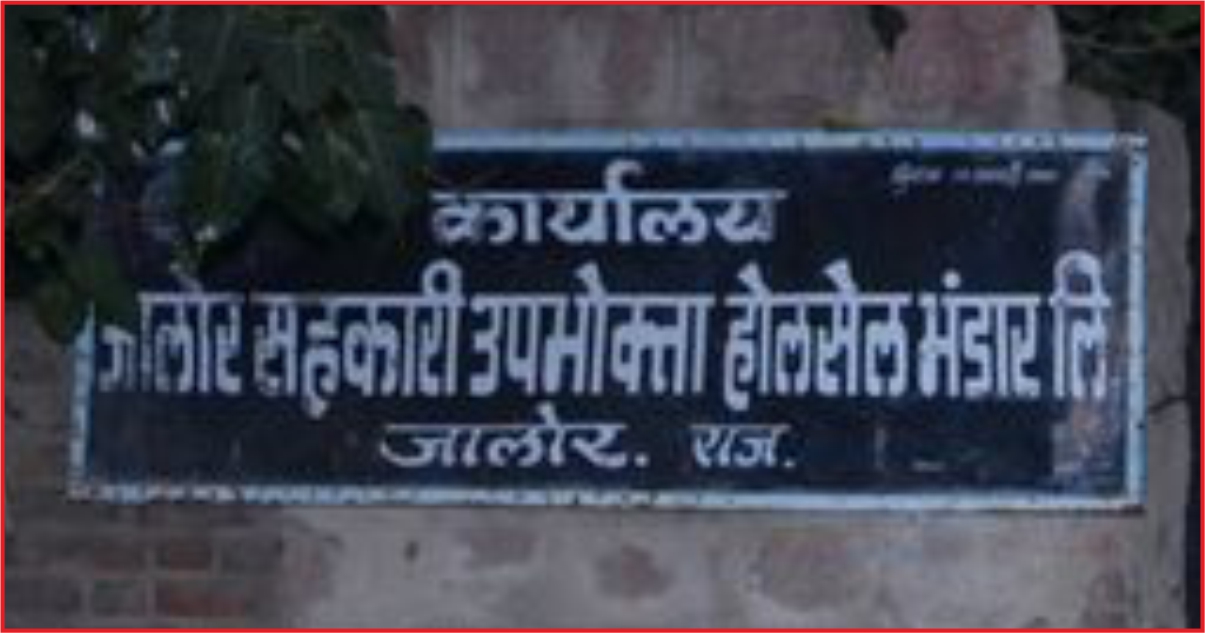 कार्यालय
जालोर सहकारी उपभोक्ता होलसेल भंडार लि
जालोर. राज.